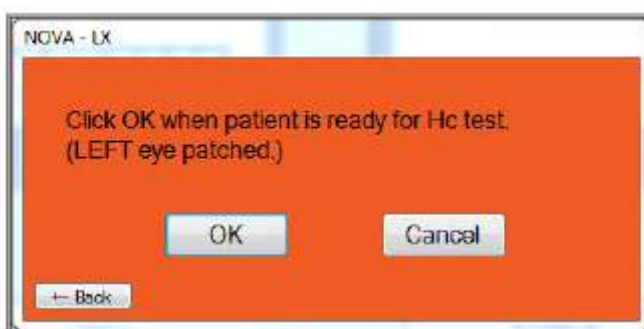 NOVA - LX
Click OK when patient is ready for Hc test.
(LEFT eye patched.)
OK
Cancel
← Back